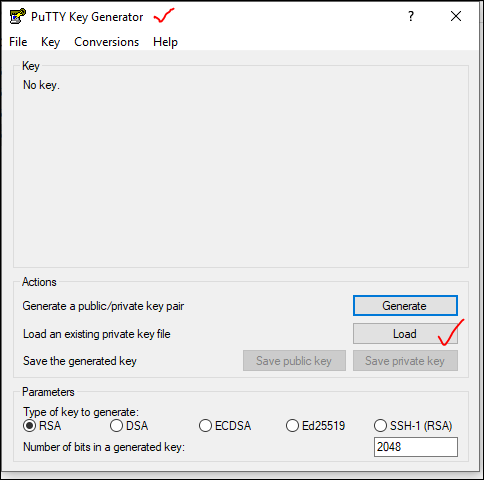 PuTTY Key Generator
File Key Conversions Help
Key
No key.
Actions
Generate a public/private key pair Generate
Load an existing private key file Load
Save the generated key Save public key Save private key
Parameters
Type of key to generate:
RSA DSA ECDSA Ed25519 SSH-1 (RSA)
Number of bits in a generated key: 2048